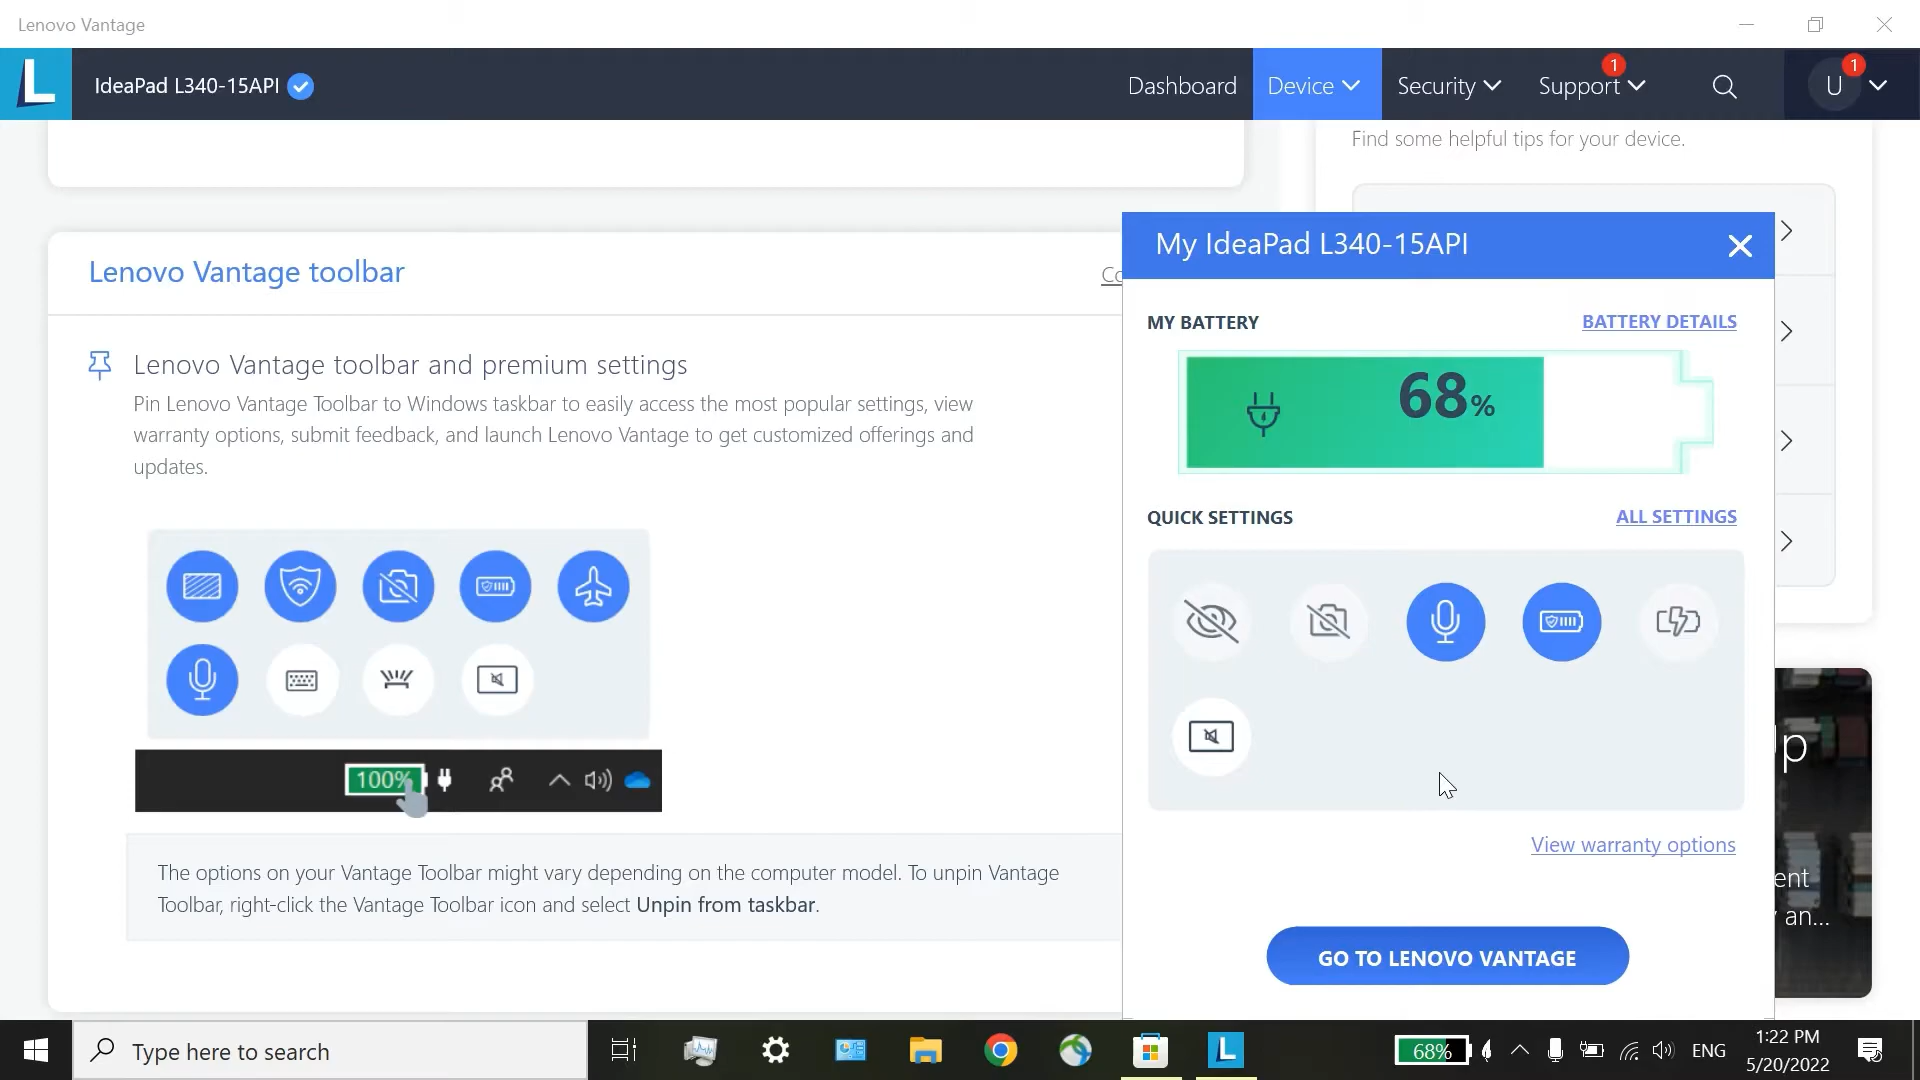 Lenovo Vantage
IdeaPad L340-15API
Dashboard
Device
Security
Support
1
U
1
Find some helpful tips for your device.
Lenovo Vantage toolbar
Lenovo Vantage toolbar and premium settings
Pin Lenovo Vantage Toolbar to Windows taskbar to easily access the most popular settings, view
warranty options, submit feedback, and launch Lenovo Vantage to get customized offerings and
updates.
100%
The options on your Vantage Toolbar might vary depending on the computer model. To unpin Vantage
Toolbar, right-click the Vantage Toolbar icon and select Unpin from taskbar.
My IdeaPad L340-15API
MY BATTERY
BATTERY DETAILS
68%
QUICK SETTINGS
ALL SETTINGS
View warranty options
GO TO LENOVO VANTAGE
Type here to search
68%
ENG
1:22 PM
5/20/2022